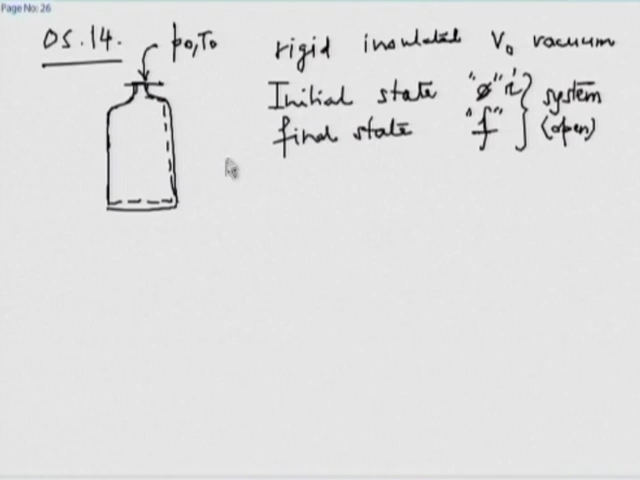 Page No: 26
OS.14. p0,T0 rigid insulated V0 vacuum
Initial state "i" system
final state "f" (open)